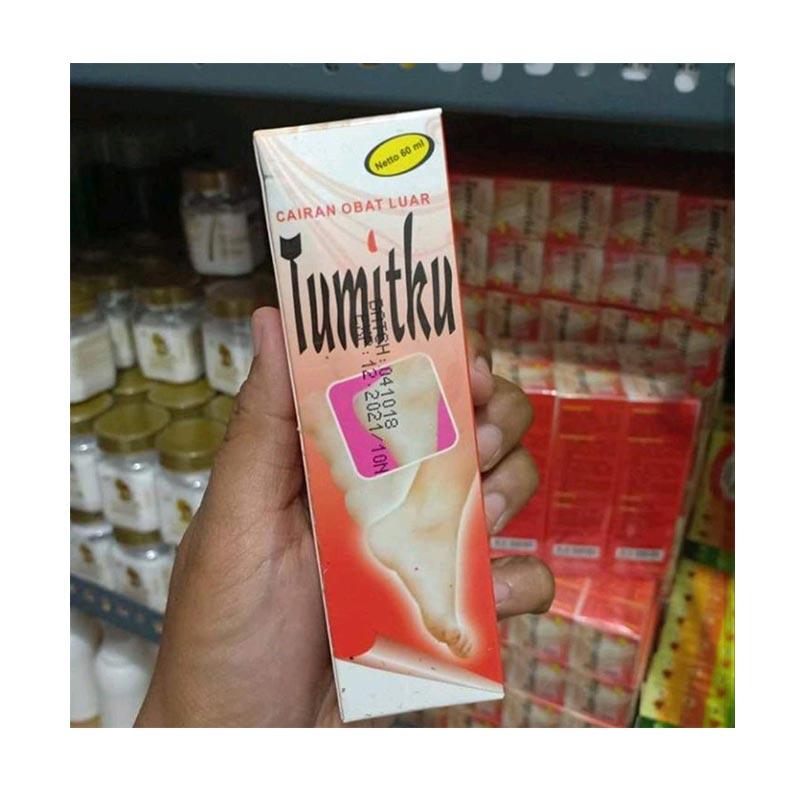 Netto 60 ml
CAIRAN OBAT LUAR
Tumitku
BATCH: 041018
EXP: 12.2021/10N